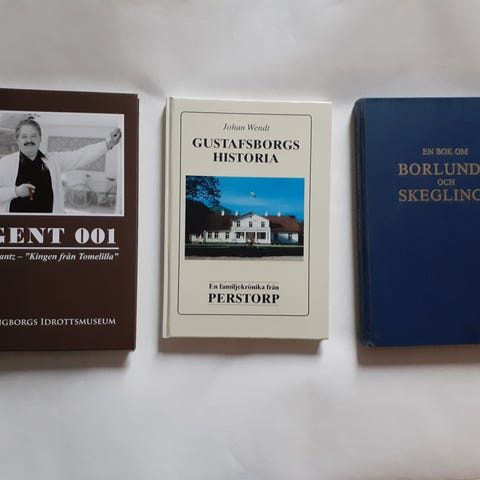 GENT 001
antz – "Kingen från Tomelilla"
NGBORGS IDROTTSMUSEUM
Johan Wendt
GUSTAFSBORGS
HISTORIA
En familjekrönika från
PERSTORP
EN BOK OM
BORLUND
OCH
SKEGLING